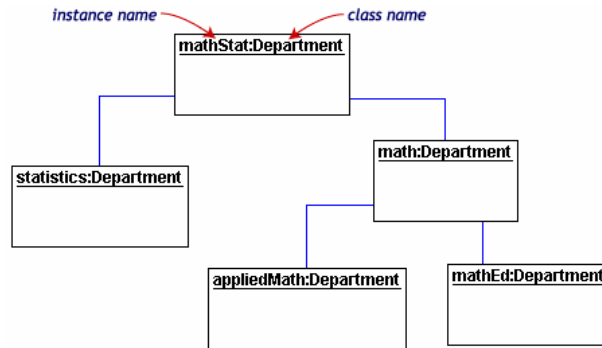 instance name
class name
mathStat:Department
math:Department
statistics:Department
appliedMath:Department
mathEd:Department